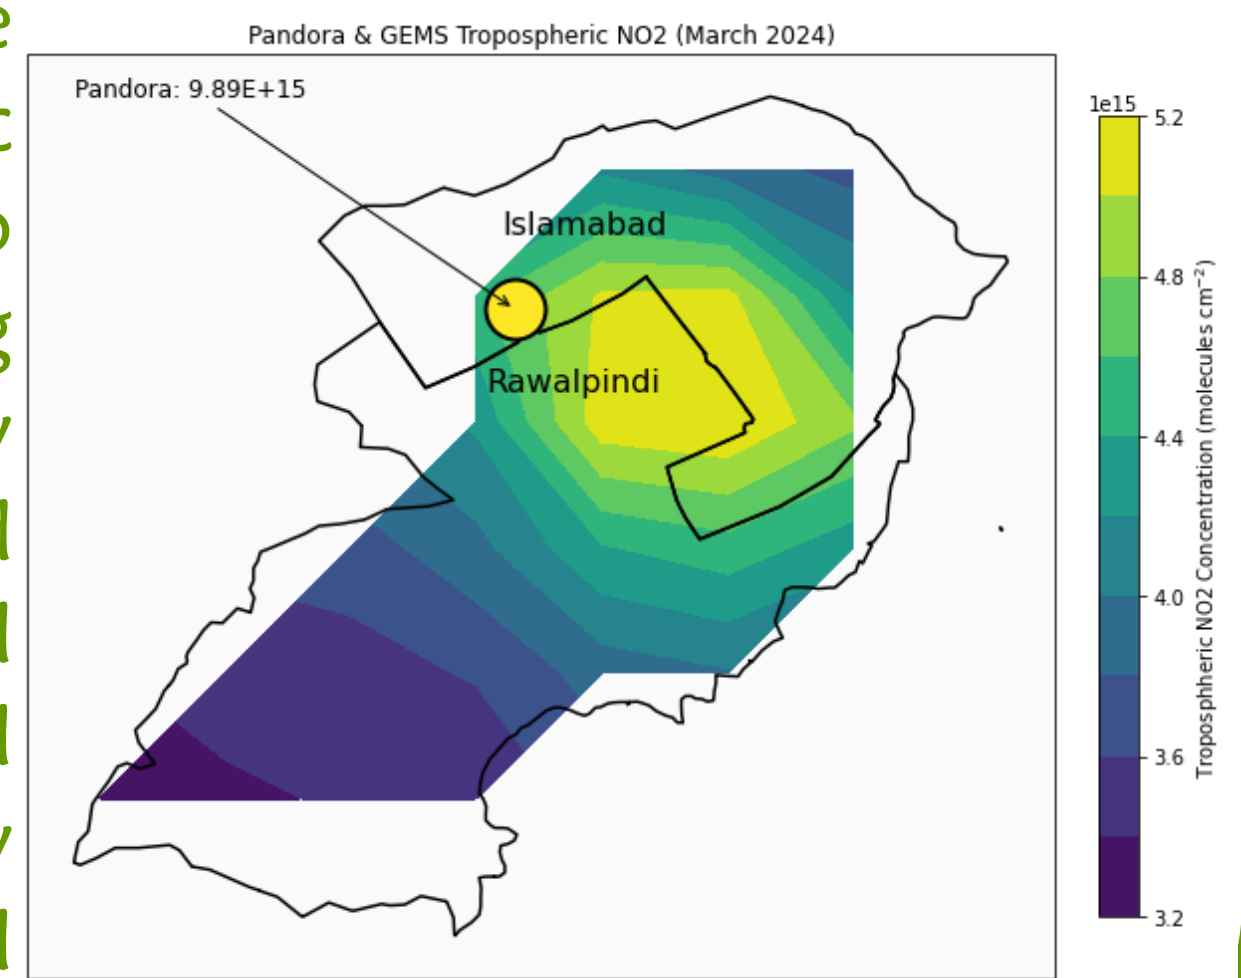 Pandora & GEMS Tropospheric NO2 (March 2024)
Pandora: 9.89E+15
Islamabad
Rawalpindi
1e15
5.2
4.8
4.4
4.0
3.6
3.2
Troposphheric NO2 Concentration (molecules cm⁻²)